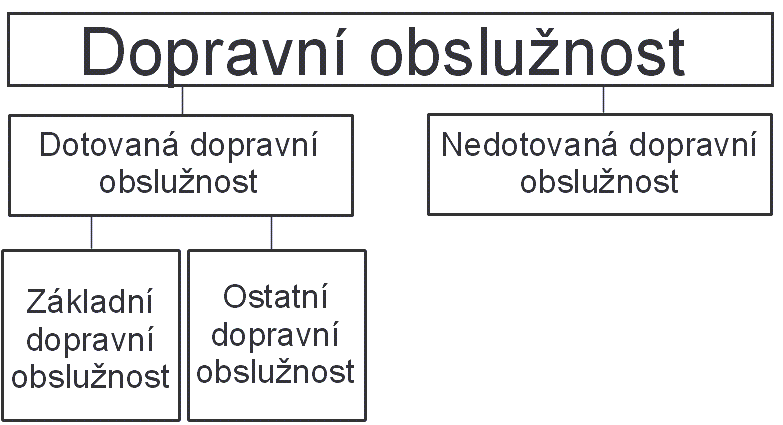 Dopravní obslužnost
Dotovaná dopravní
obslužnost
Nedotovaná dopravní
obslužnost
Základní
dopravní
obslužnost
Ostatní
dopravní
obslužnost